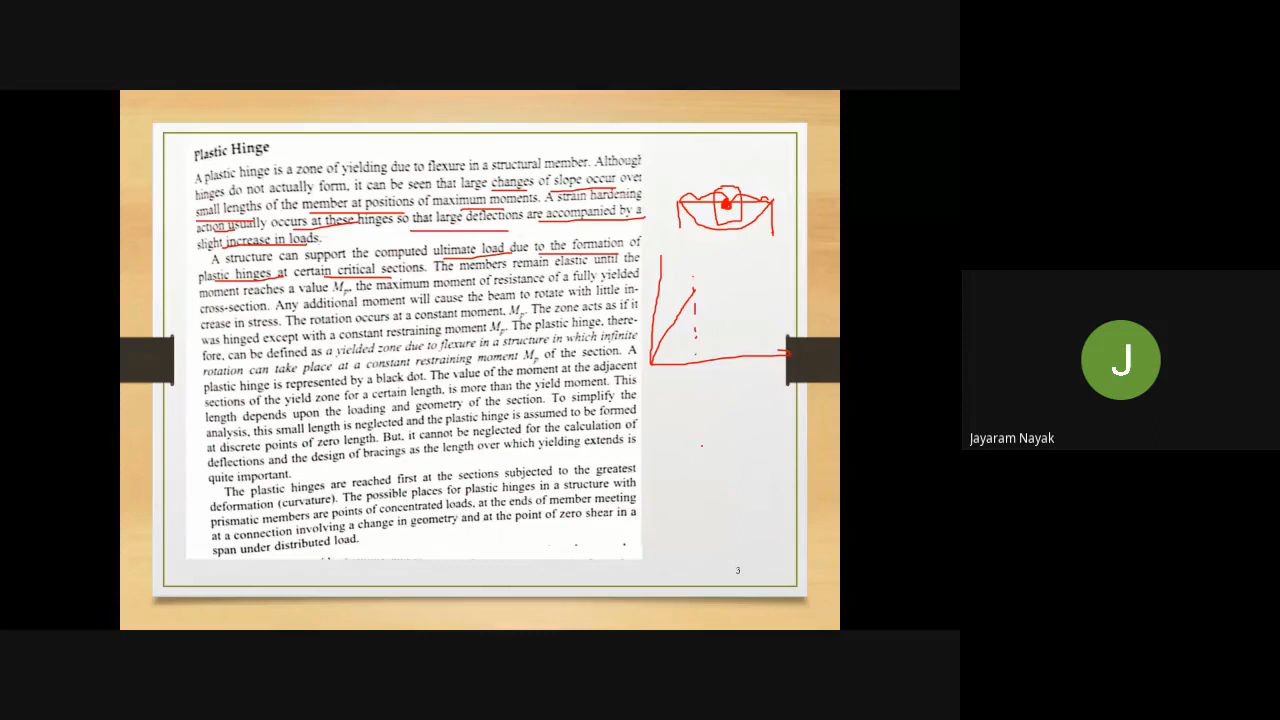 Plastic Hinge
A plastic hinge is a zone of yielding due to flexure in a structural member. Although
hinges do not actually form, it can be seen that large changes of slope occur over
small lengths of the member at positions of maximum moments. A strain hardening
action usually occurs at these hinges so that large deflections are accompanied by a
slight increase in loads.
A structure can support the computed ultimate load due to the formation of
plastic hinges at certain critical sections. The members remain elastic until the
moment reaches a value Mp, the maximum moment of resistance of a fully yielded
cross-section. Any additional moment will cause the beam to rotate with little in-
crease in stress. The rotation occurs at a constant moment, Mp. The zone acts as if it
was hinged except with a constant restraining moment Mp. The plastic hinge, there-
fore, can be defined as a yielded zone due to flexure in a structure in which infinite
rotation can take place at a constant restraining moment Mp of the section. A
plastic hinge is represented by a black dot. The value of the moment at the adjacent
sections of the yield zone for a certain length, is more than the yield moment. This
length depends upon the loading and geometry of the section. To simplify the
analysis, this small length is neglected and the plastic hinge is assumed to be formed
at discrete points of zero length. But, it cannot be neglected for the calculation of
deflections and the design of bracings as the length over which yielding extends is
quite important.
The plastic hinges are reached first at the sections subjected to the greatest
deformation (curvature). The possible places for plastic hinges in a structure with
prismatic members are points of concentrated loads, at the ends of member meeting
at a connection involving a change in geometry and at the point of zero shear in a
span under distributed load.
3
J
Jayaram Nayak